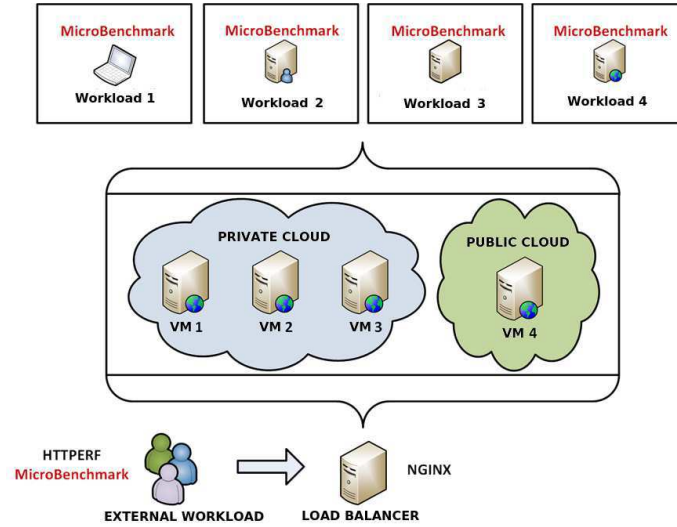 MicroBenchmark MicroBenchmark MicroBenchmark MicroBenchmark
Workload 1 Workload 2 Workload 3 Workload 4
PRIVATE CLOUD PUBLIC CLOUD
VM 1 VM 2 VM 3 VM 4
HTTPERF
MicroBenchmark
NGINX
EXTERNAL WORKLOAD LOAD BALANCER